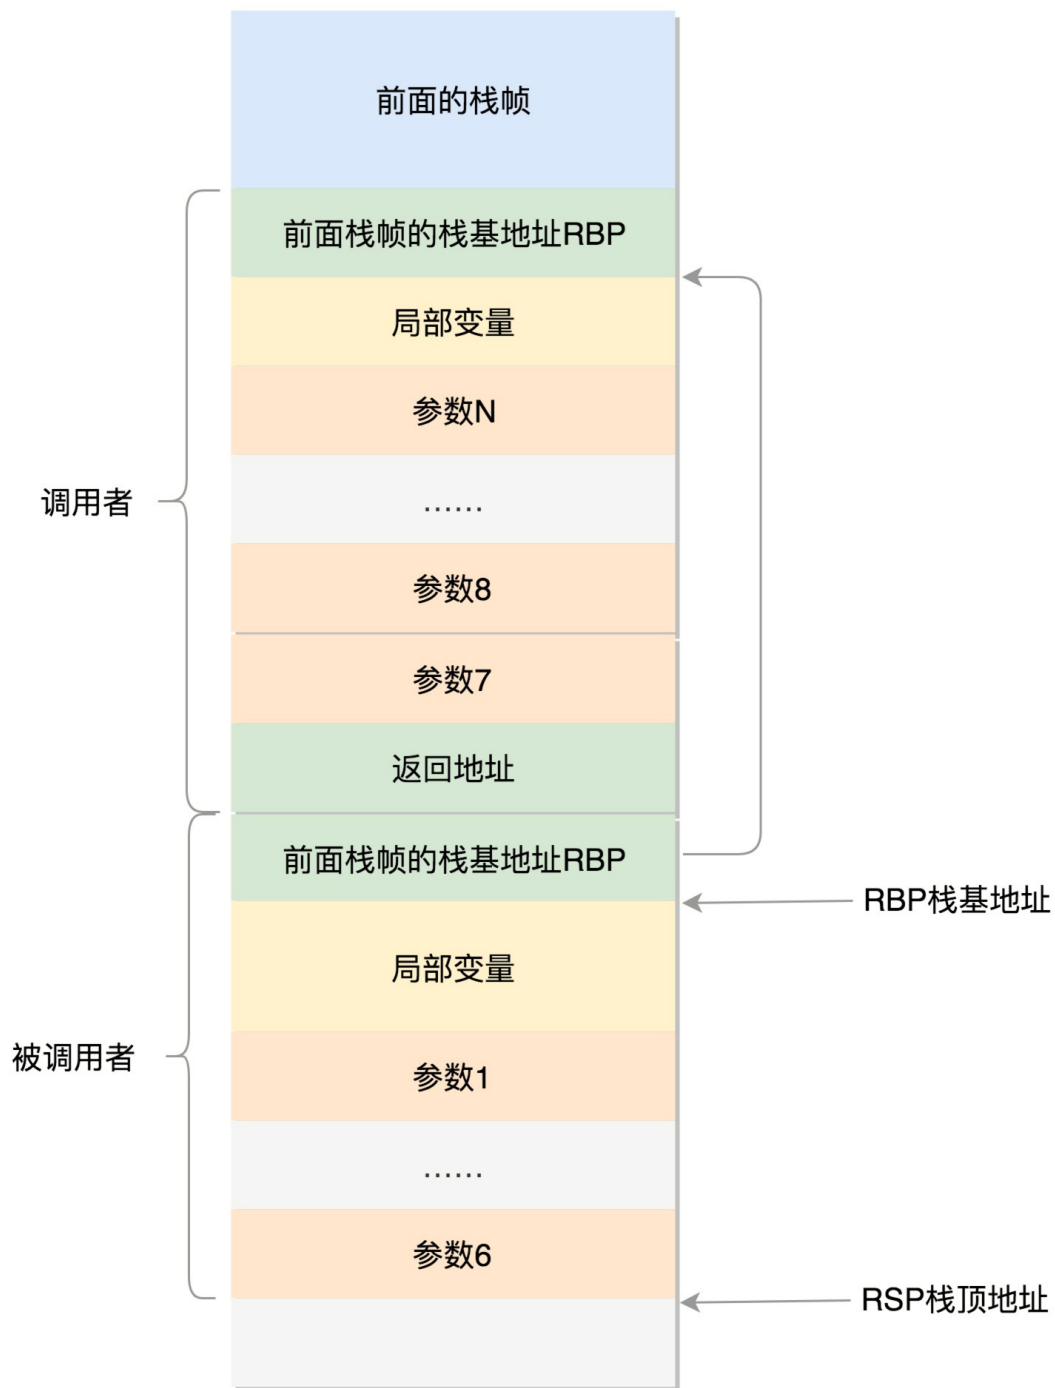 前面的栈帧
前面栈帧的栈基地址RBP
局部变量
参数N
......
调用者
参数8
参数7
返回地址
前面栈帧的栈基地址RBP
RBP栈基地址
局部变量
被调用者
参数1
......
参数6
RSP栈顶地址